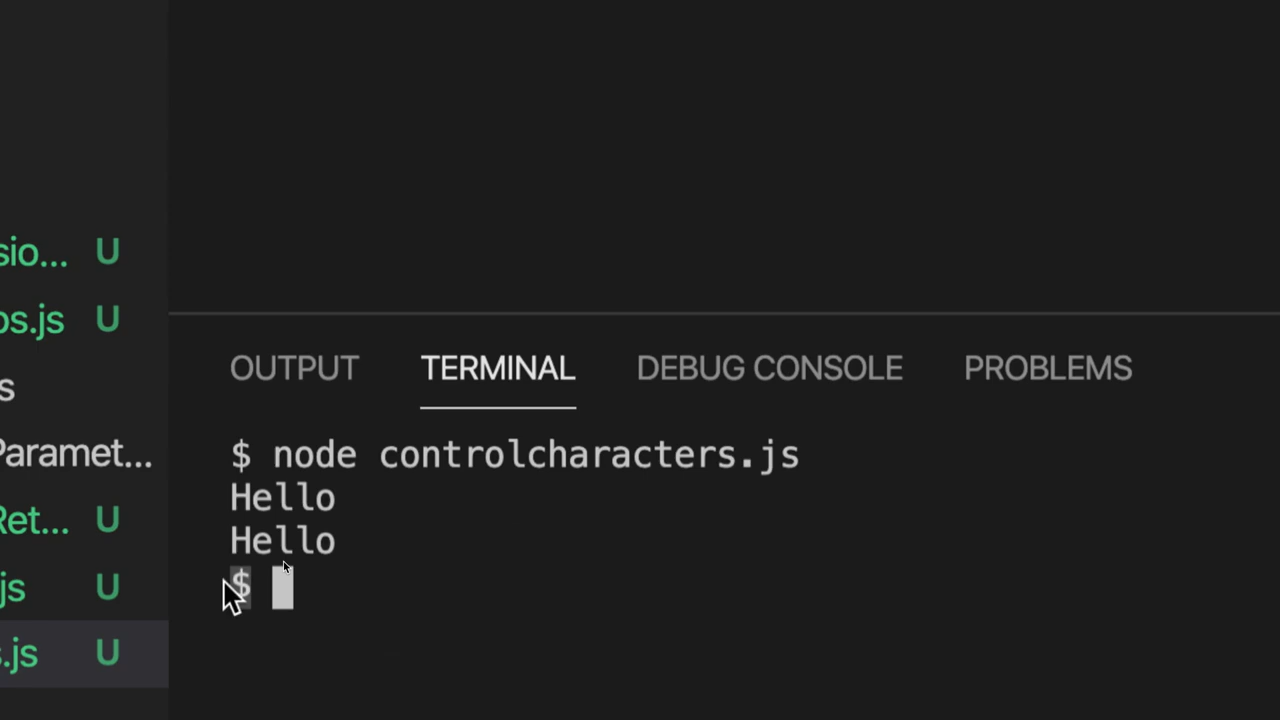 sio... U
os.js U
s
Paramet...
Ret... U
js U
.js U
OUTPUT TERMINAL DEBUG CONSOLE PROBLEMS
$ node controlcharacters.js
Hello
Hello
$